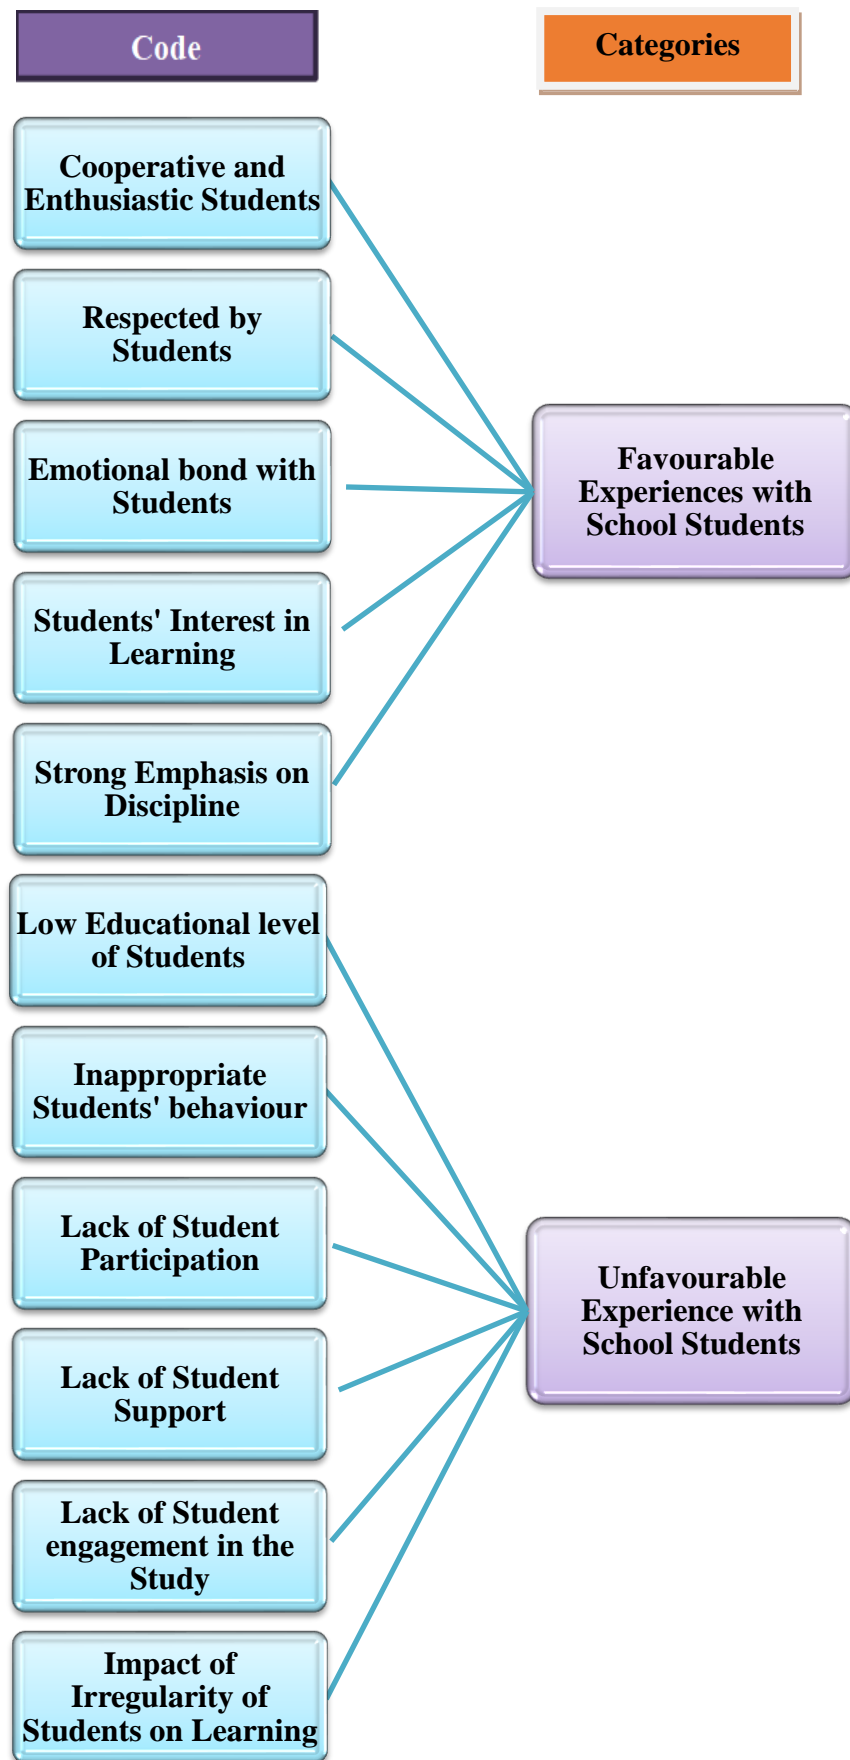 Code
Categories
Cooperative and
Enthusiastic Students
Respected by
Students
Emotional bond with
Students
Students' Interest in
Learning
Strong Emphasis on
Discipline
Favourable
Experiences with
School Students
Low Educational level
of Students
Inappropriate
Students' behaviour
Lack of Student
Participation
Lack of Student
Support
Lack of Student
engagement in the
Study
Impact of
Irregularity of
Students on Learning
Unfavourable
Experience with
School Students